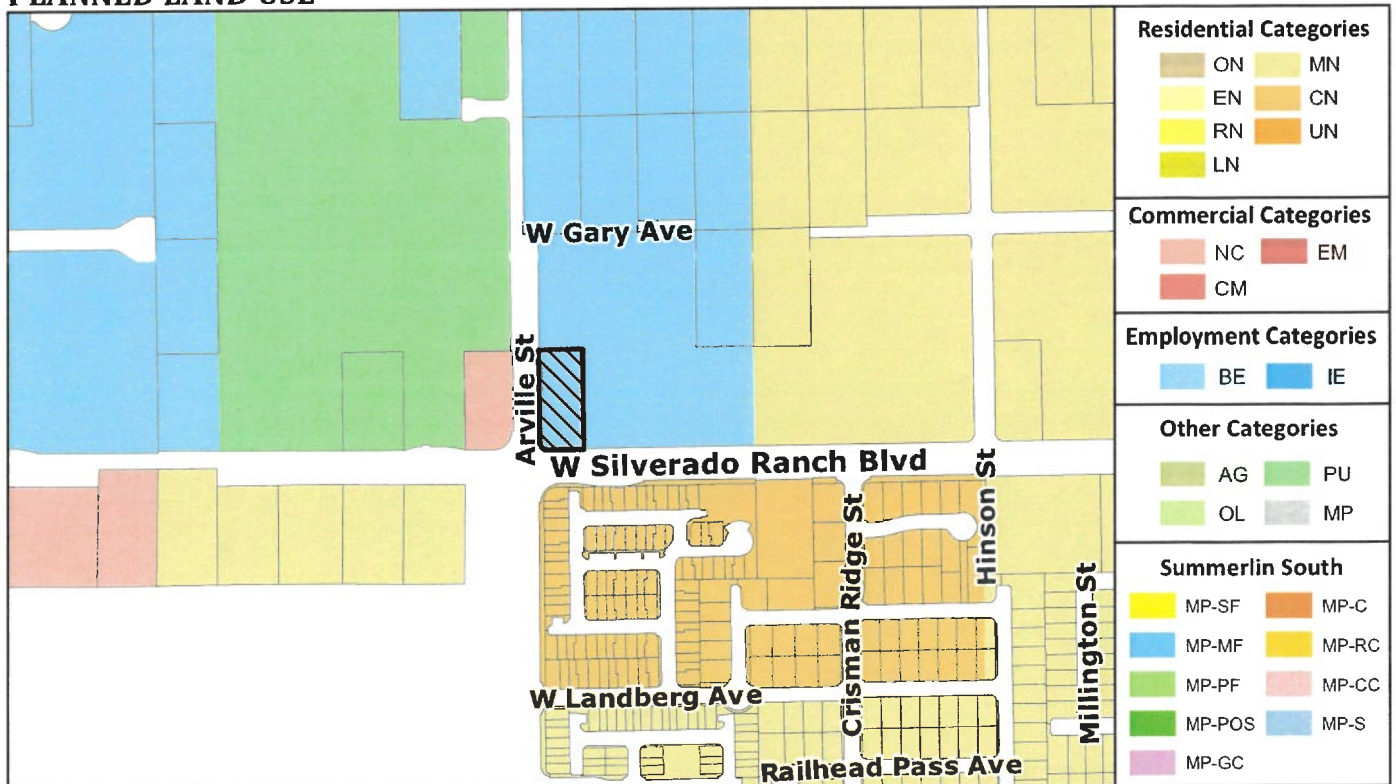 PLANNED LAND USE
W Gary Ave
Arville St
W Silverado Ranch Blvd
Crisman Ridge St
Hinson St
Millington St
W Landberg Ave
Railhead Pass Ave
Residential Categories
ON MN
EN CN
RN UN
LN
Commercial Categories
NC EM
CM
Employment Categories
BE IE
Other Categories
AG PU
OL MP
Summerlin South
MP-SF MP-C
MP-MF MP-RC
MP-PF MP-CC
MP-POS MP-S
MP-GC